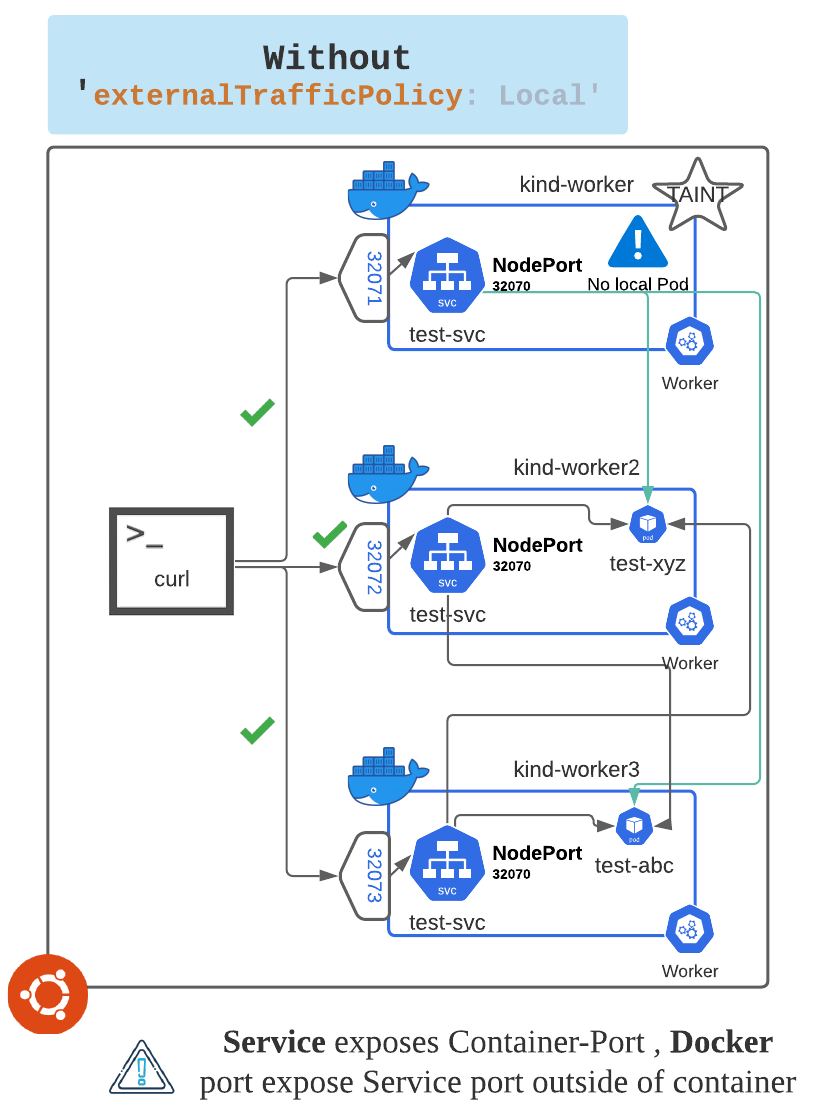 Without
'externalTrafficPolicy: Local'
kind-worker
TAINT
32071
svc
NodePort
32070
No local Pod
test-svc
Worker
kind-worker2
>_
curl
32072
svc
NodePort
32070
pod
test-xyz
test-svc
Worker
kind-worker3
32073
svc
NodePort
32070
pod
test-abc
test-svc
Worker
Service exposes Container-Port , Docker
port expose Service port outside of container